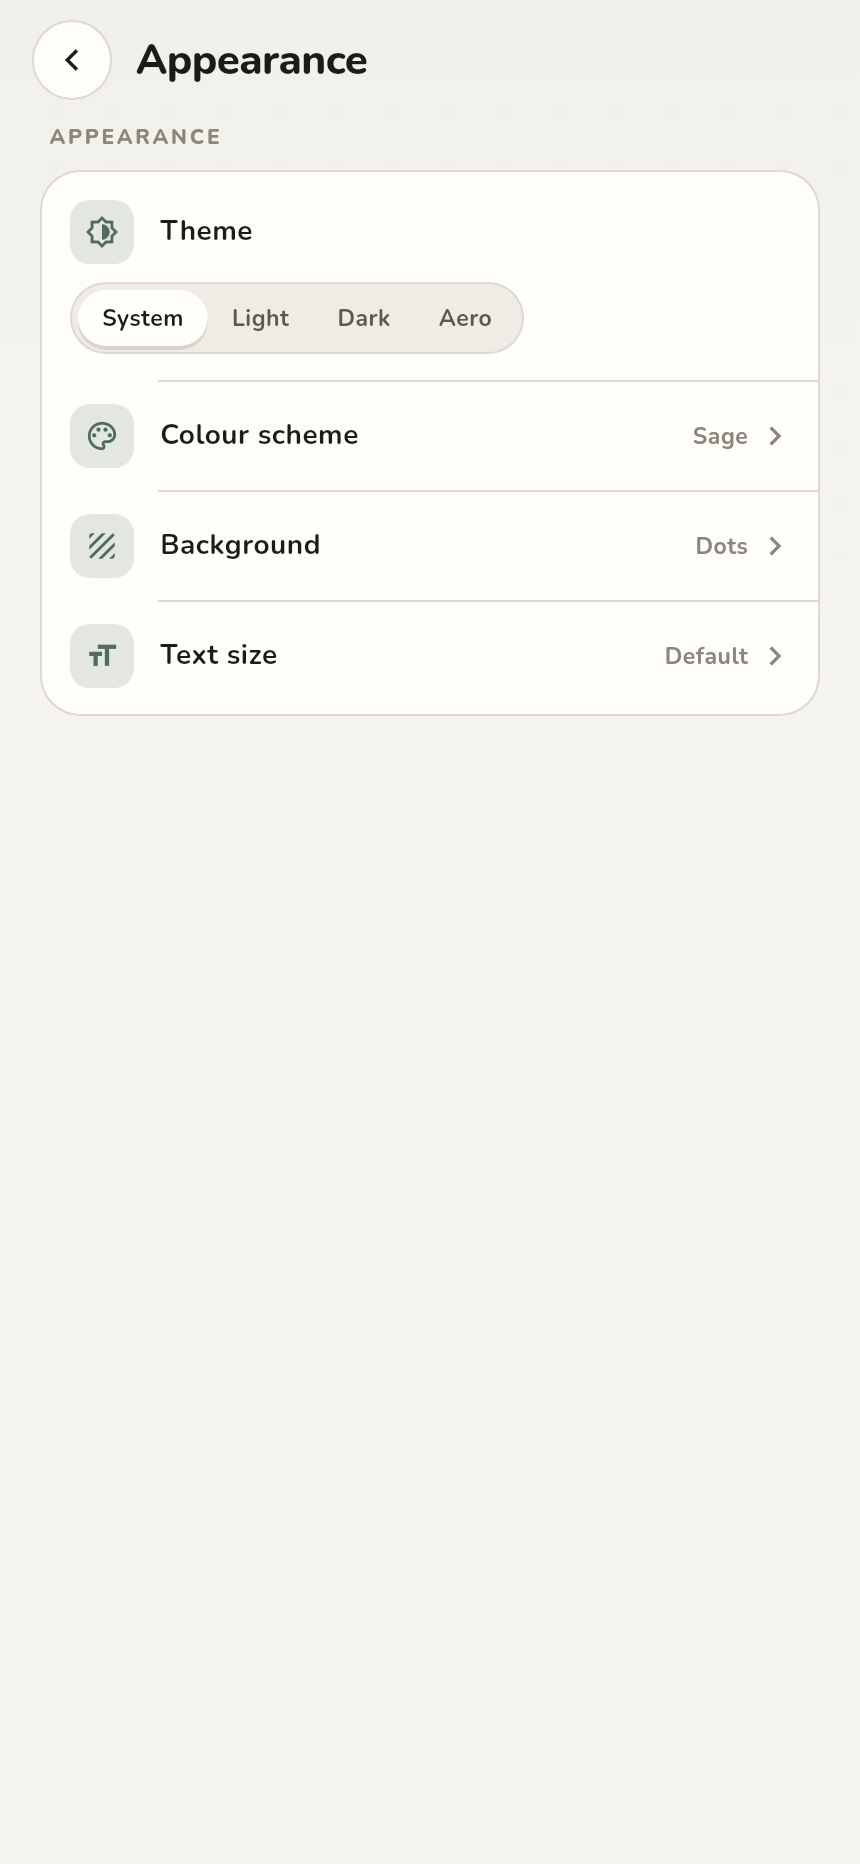 Appearance
APPEARANCE
Theme
System Light Dark Aero
Colour scheme Sage
Background Dots
Text size Default